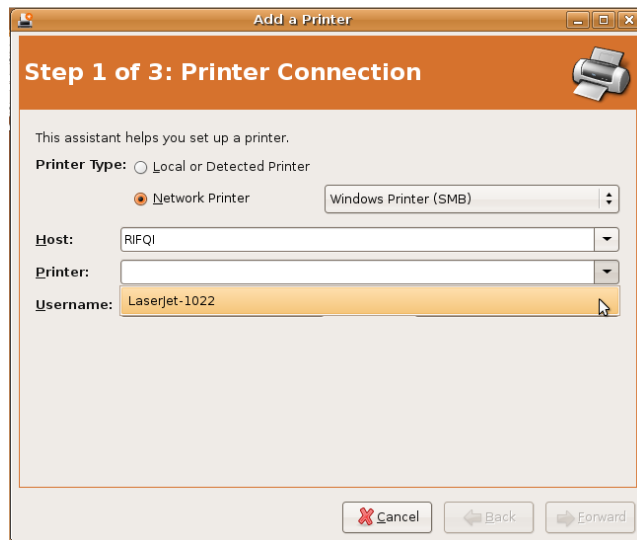 Add a Printer
Step 1 of 3: Printer Connection
This assistant helps you set up a printer.
Printer Type: Local or Detected Printer
Network Printer Windows Printer (SMB)
Host: RIFQI
Printer:
LaserJet-1022
Username:
Cancel Back Forward